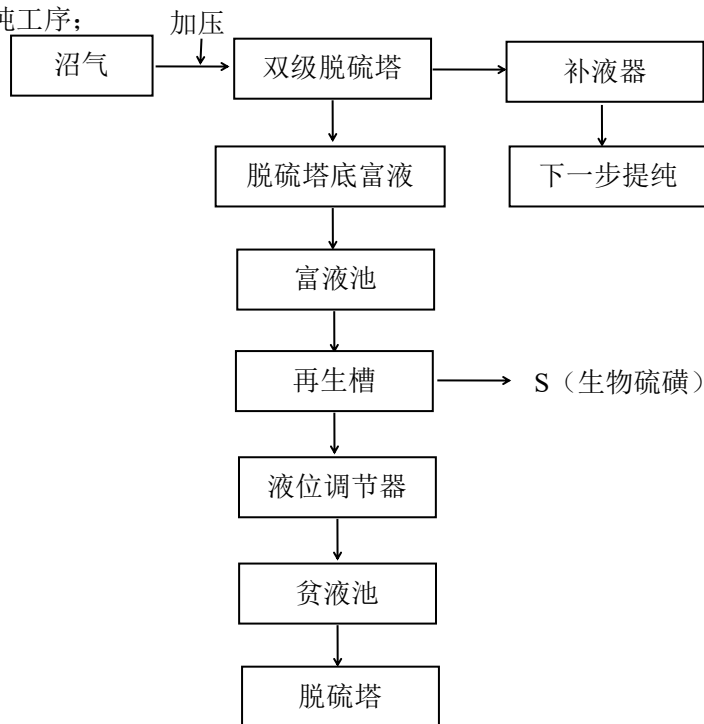 纯工序；
加压
沼气
双级脱硫塔
补液器
脱硫塔底富液
下一步提纯
富液池
再生槽
S（生物硫磺）
液位调节器
贫液池
脱硫塔